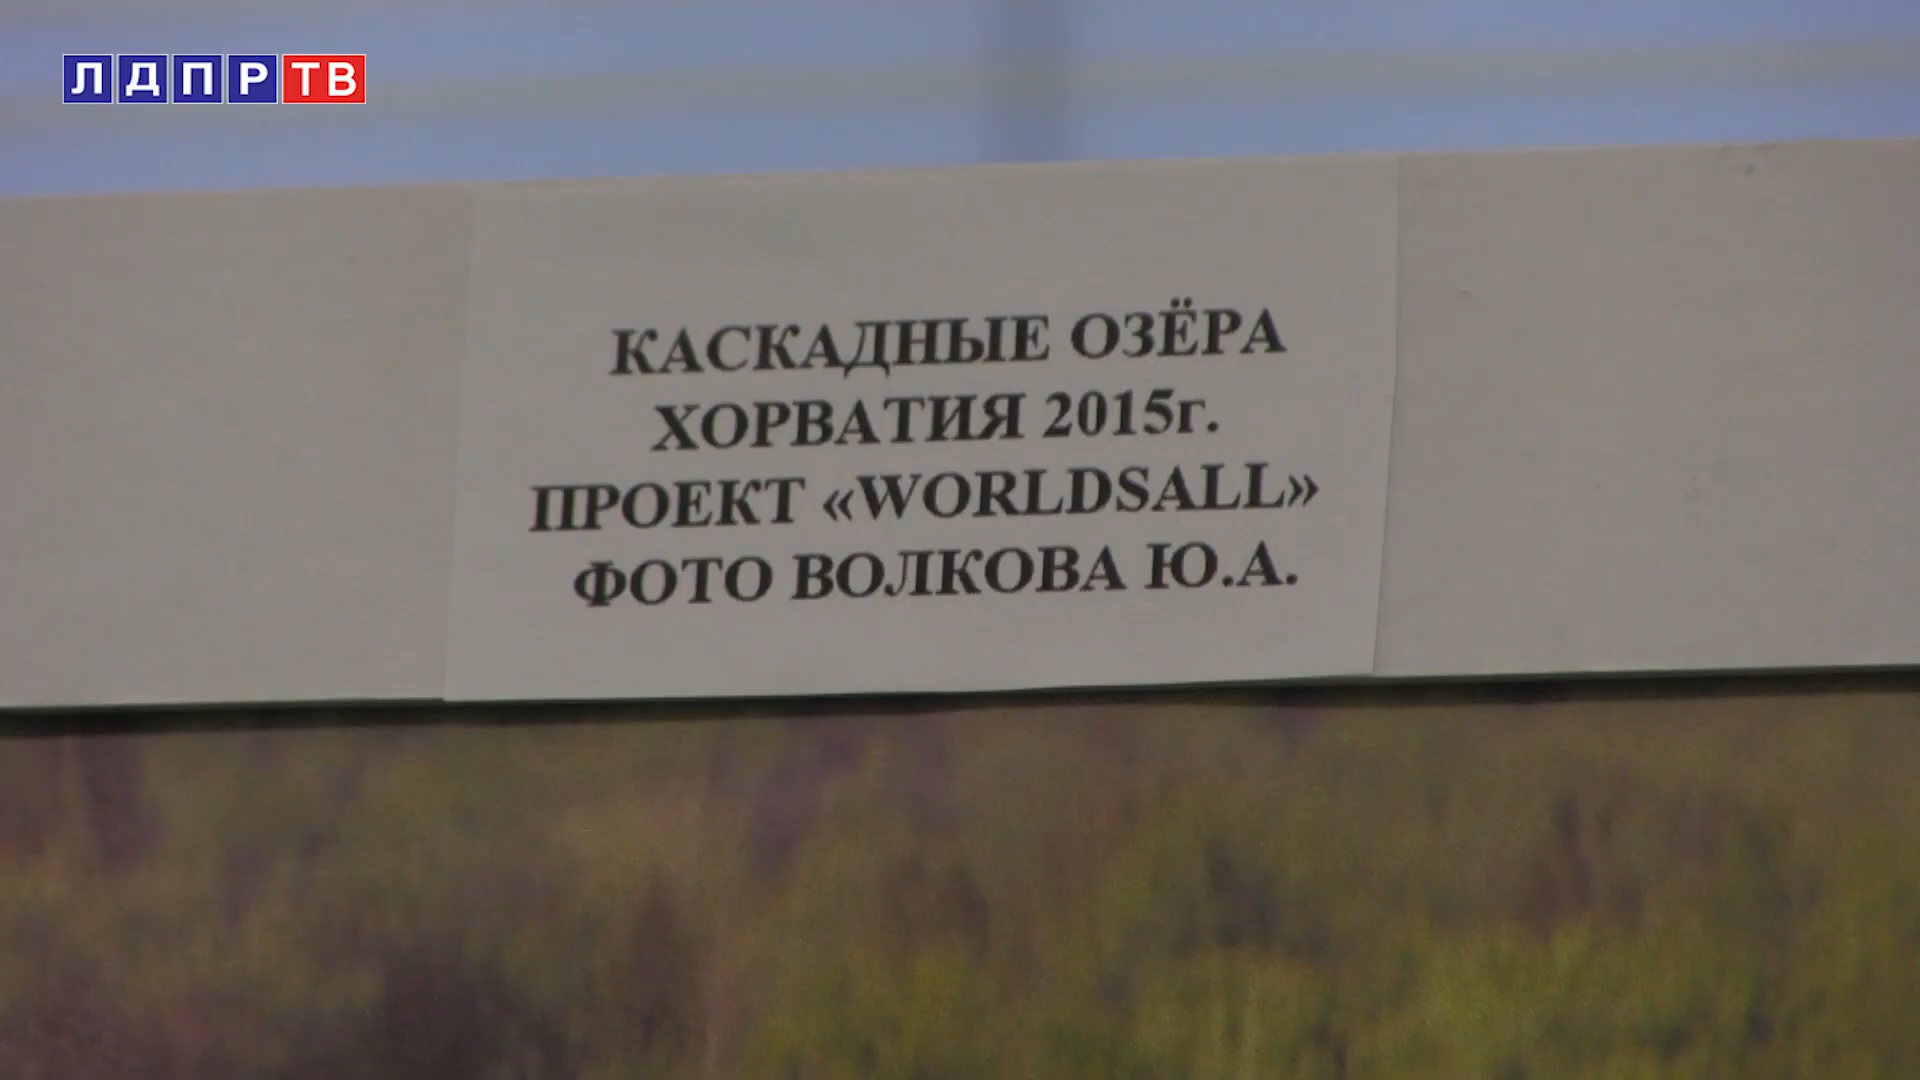 ЛДПР ТВ
КАСКАДНЫЕ ОЗЁРА
ХОРВАТИЯ 2015г.
ПРОЕКТ «WORLDSALL»
ФОТО ВОЛКОВА Ю.А.